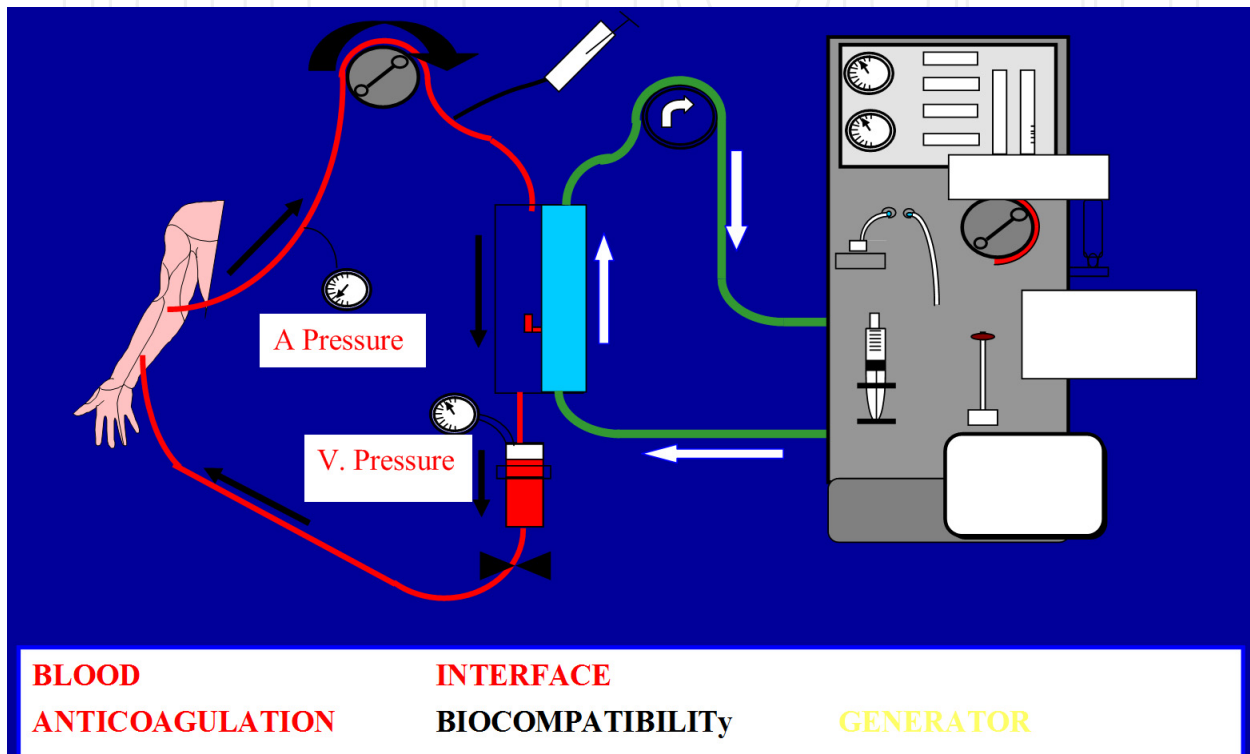 A Pressure
V. Pressure
BLOOD INTERFACE
ANTICOAGULATION BIOCOMPATIBILITy GENERATOR